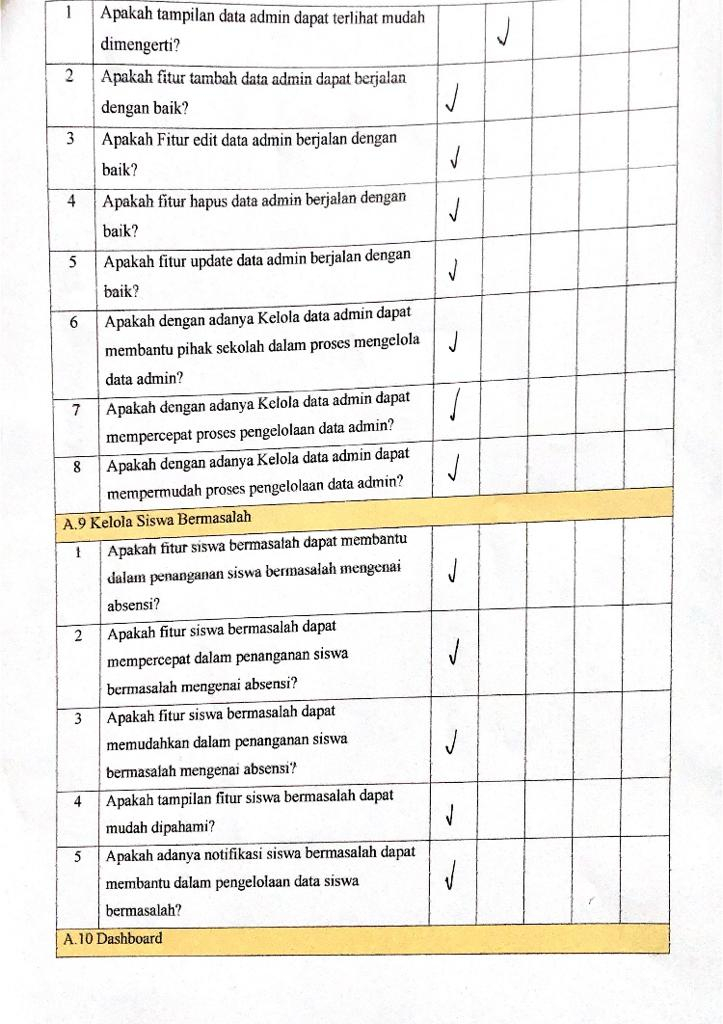 1 Apakah tampilan data admin dapat terlihat mudah
dimengerti?
✓
2 Apakah fitur tambah data admin dapat berjalan
dengan baik?
✓
3 Apakah Fitur edit data admin berjalan dengan
baik?
✓
4 Apakah fitur hapus data admin berjalan dengan
baik?
✓
5 Apakah fitur update data admin berjalan dengan
baik?
✓
6 Apakah dengan adanya Kelola data admin dapat
membantu pihak sekolah dalam proses mengelola
data admin?
✓
7 Apakah dengan adanya Kelola data admin dapat
mempercepat proses pengelolaan data admin?
✓
8 Apakah dengan adanya Kelola data admin dapat
mempermudah proses pengelolaan data admin?
✓
A.9 Kelola Siswa Bermasalah
1 Apakah fitur siswa bermasalah dapat membantu
dalam penanganan siswa bermasalah mengenai
absensi?
✓
2 Apakah fitur siswa bermasalah dapat
mempercepat dalam penanganan siswa
bermasalah mengenai absensi?
✓
3 Apakah fitur siswa bermasalah dapat
memudahkan dalam penanganan siswa
bermasalah mengenai absensi?
✓
4 Apakah tampilan fitur siswa bermasalah dapat
mudah dipahami?
✓
5 Apakah adanya notifikasi siswa bermasalah dapat
membantu dalam pengelolaan data siswa
bermasalah?
✓
A.10 Dashboard